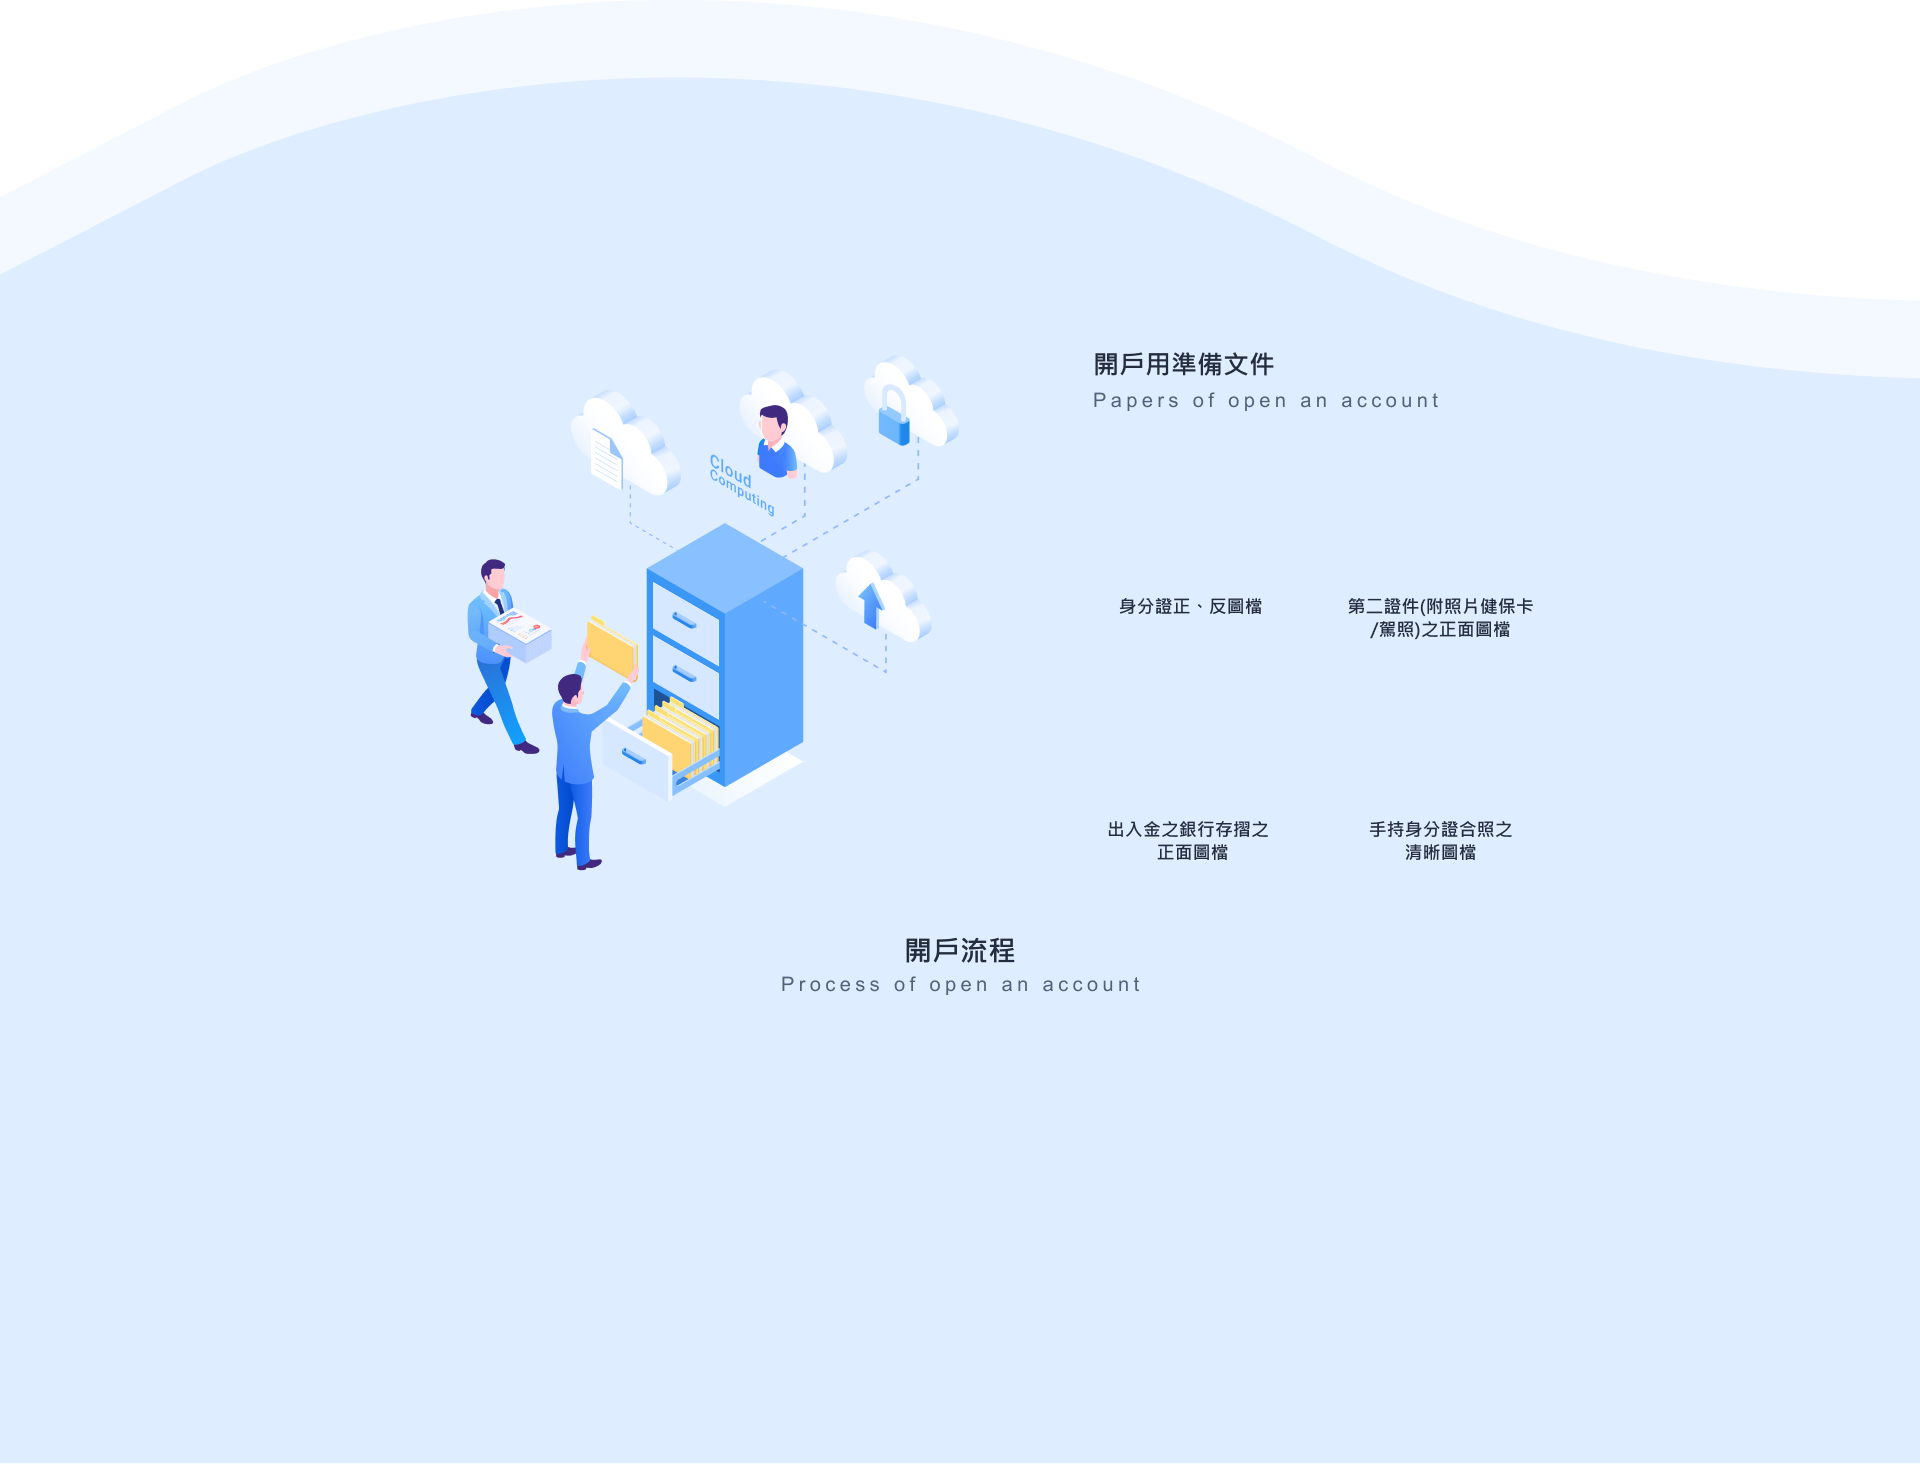 開戶用準備文件
Papers of open an account
Cloud
Computing
身分證正、反圖檔
第二證件(附照片健保卡
/駕照)之正面圖檔
出入金之銀行存摺之
正面圖檔
手持身分證合照之
清晰圖檔
開戶流程
Process of open an account